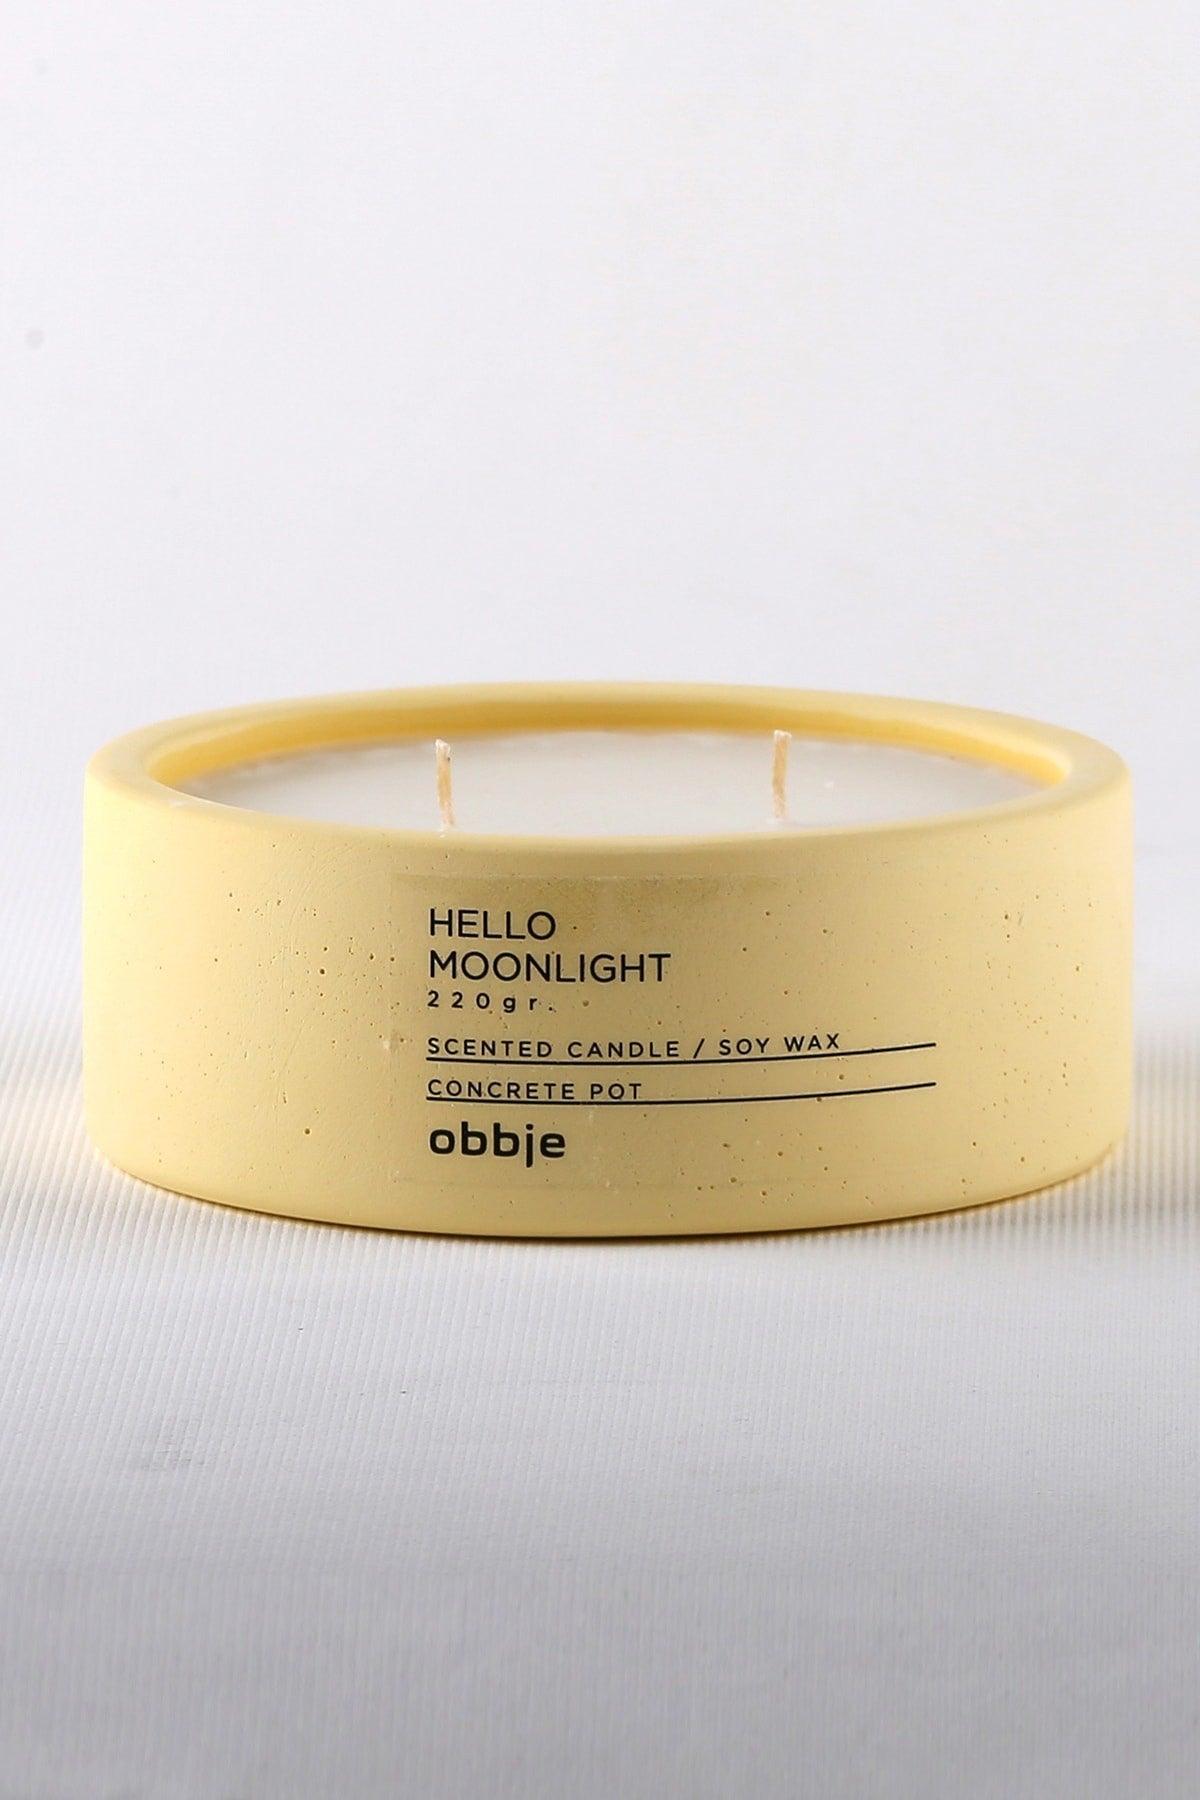 HELLO
MOONLIGHT
220gr.
SCENTED CANDLE / SOY WAX
CONCRETE POT
obbje